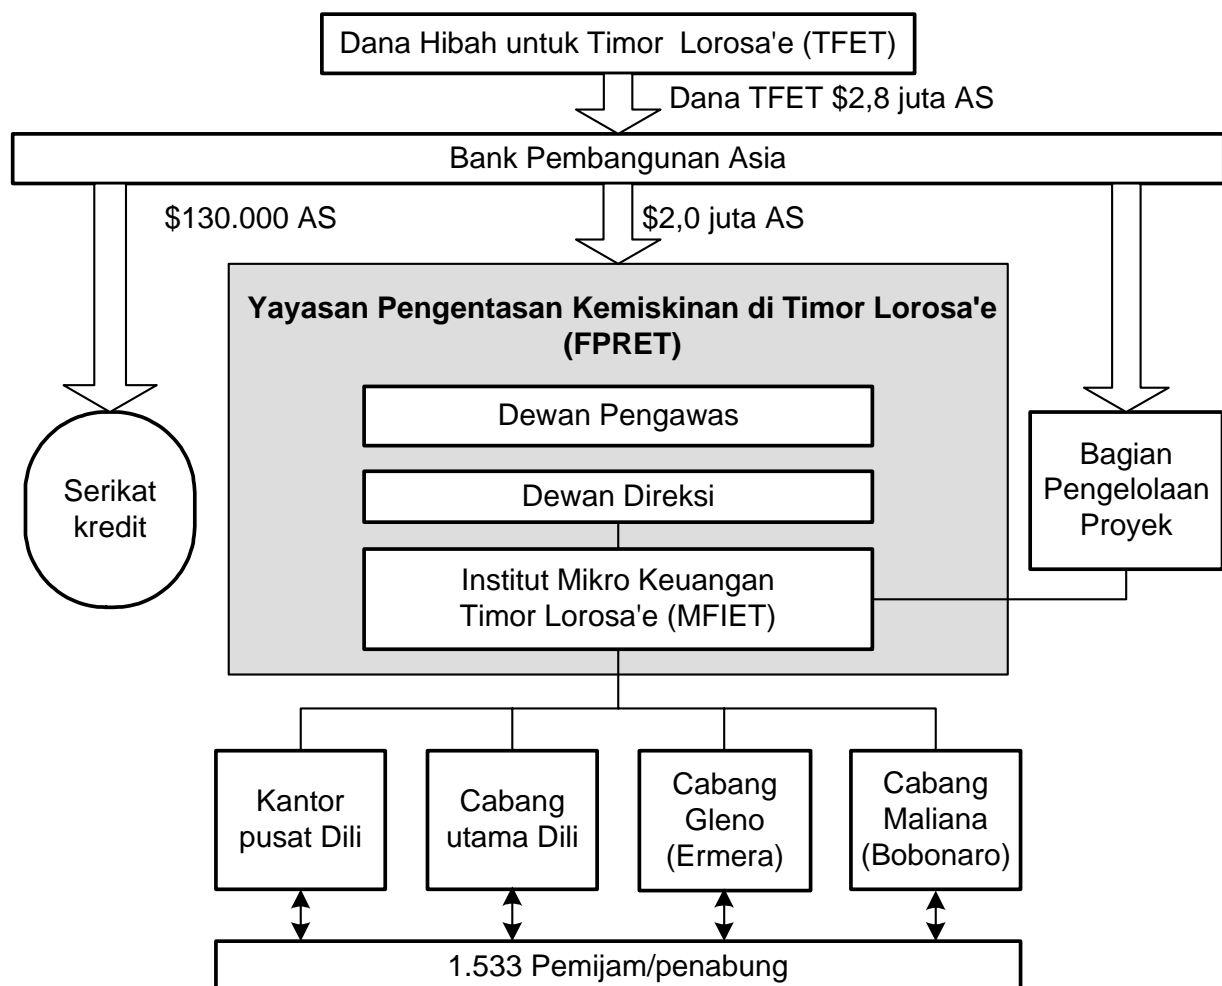 Dana Hibah untuk Timor Lorosa'e (TFET)
Dana TFET $2,8 juta AS
Bank Pembangunan Asia
$130.000 AS
$2,0 juta AS
Yayasan Pengentasan Kemiskinan di Timor Lorosa'e
(FPRET)
Dewan Pengawas
Dewan Direksi
Institut Mikro Keuangan
Timor Lorosa'e (MFIET)
Serikat
kredit
Bagian
Pengelolaan
Proyek
Kantor
pusat Dili
Cabang
utama Dili
Cabang
Gleno
(Ermera)
Cabang
Maliana
(Bobonaro)
1.533 Pemijam/penabung